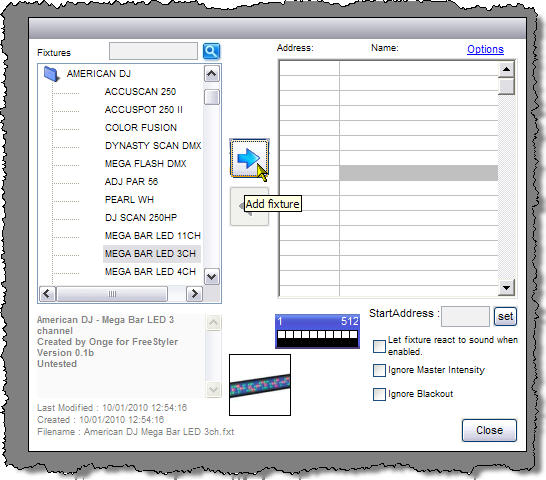 Fixtures
Address:
Name:
Options
AMERICAN DJ
ACCUSCAN 250
ACCUSPOT 250 II
COLOR FUSION
DYNASTY SCAN DMX
MEGA FLASH DMX
ADJ PAR 56
PEARL WH
DJ SCAN 250HP
MEGA BAR LED 11CH
MEGA BAR LED 3CH
MEGA BAR LED 4CH
Add fixture
American DJ - Mega Bar LED 3
channel
Created by Onge for FreeStyler
Version 0.1b
Untested
Last Modified : 10/01/2010 12:54:16
Created : 10/01/2010 12:54:16
Filename : American DJ Mega Bar LED 3ch.fxt
1 512
StartAddress :
set
Let fixture react to sound when
enabled.
Ignore Master Intensity
Ignore Blackout
Close